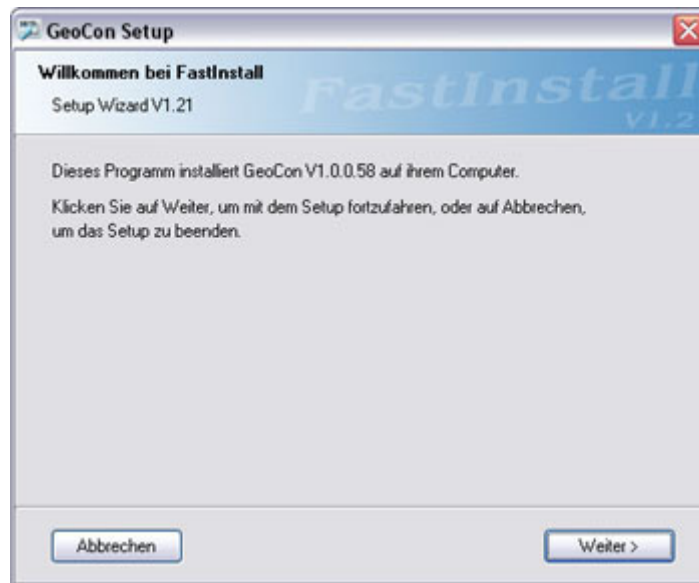 GeoCon Setup
Willkommen bei FastInstall
Setup Wizard V1.21
FastInstall
V1.2
Dieses Programm installiert GeoCon V1.0.0.58 auf ihrem Computer.
Klicken Sie auf Weiter, um mit dem Setup fortzufahren, oder auf Abbrechen,
um das Setup zu beenden.
Abbrechen
Weiter >